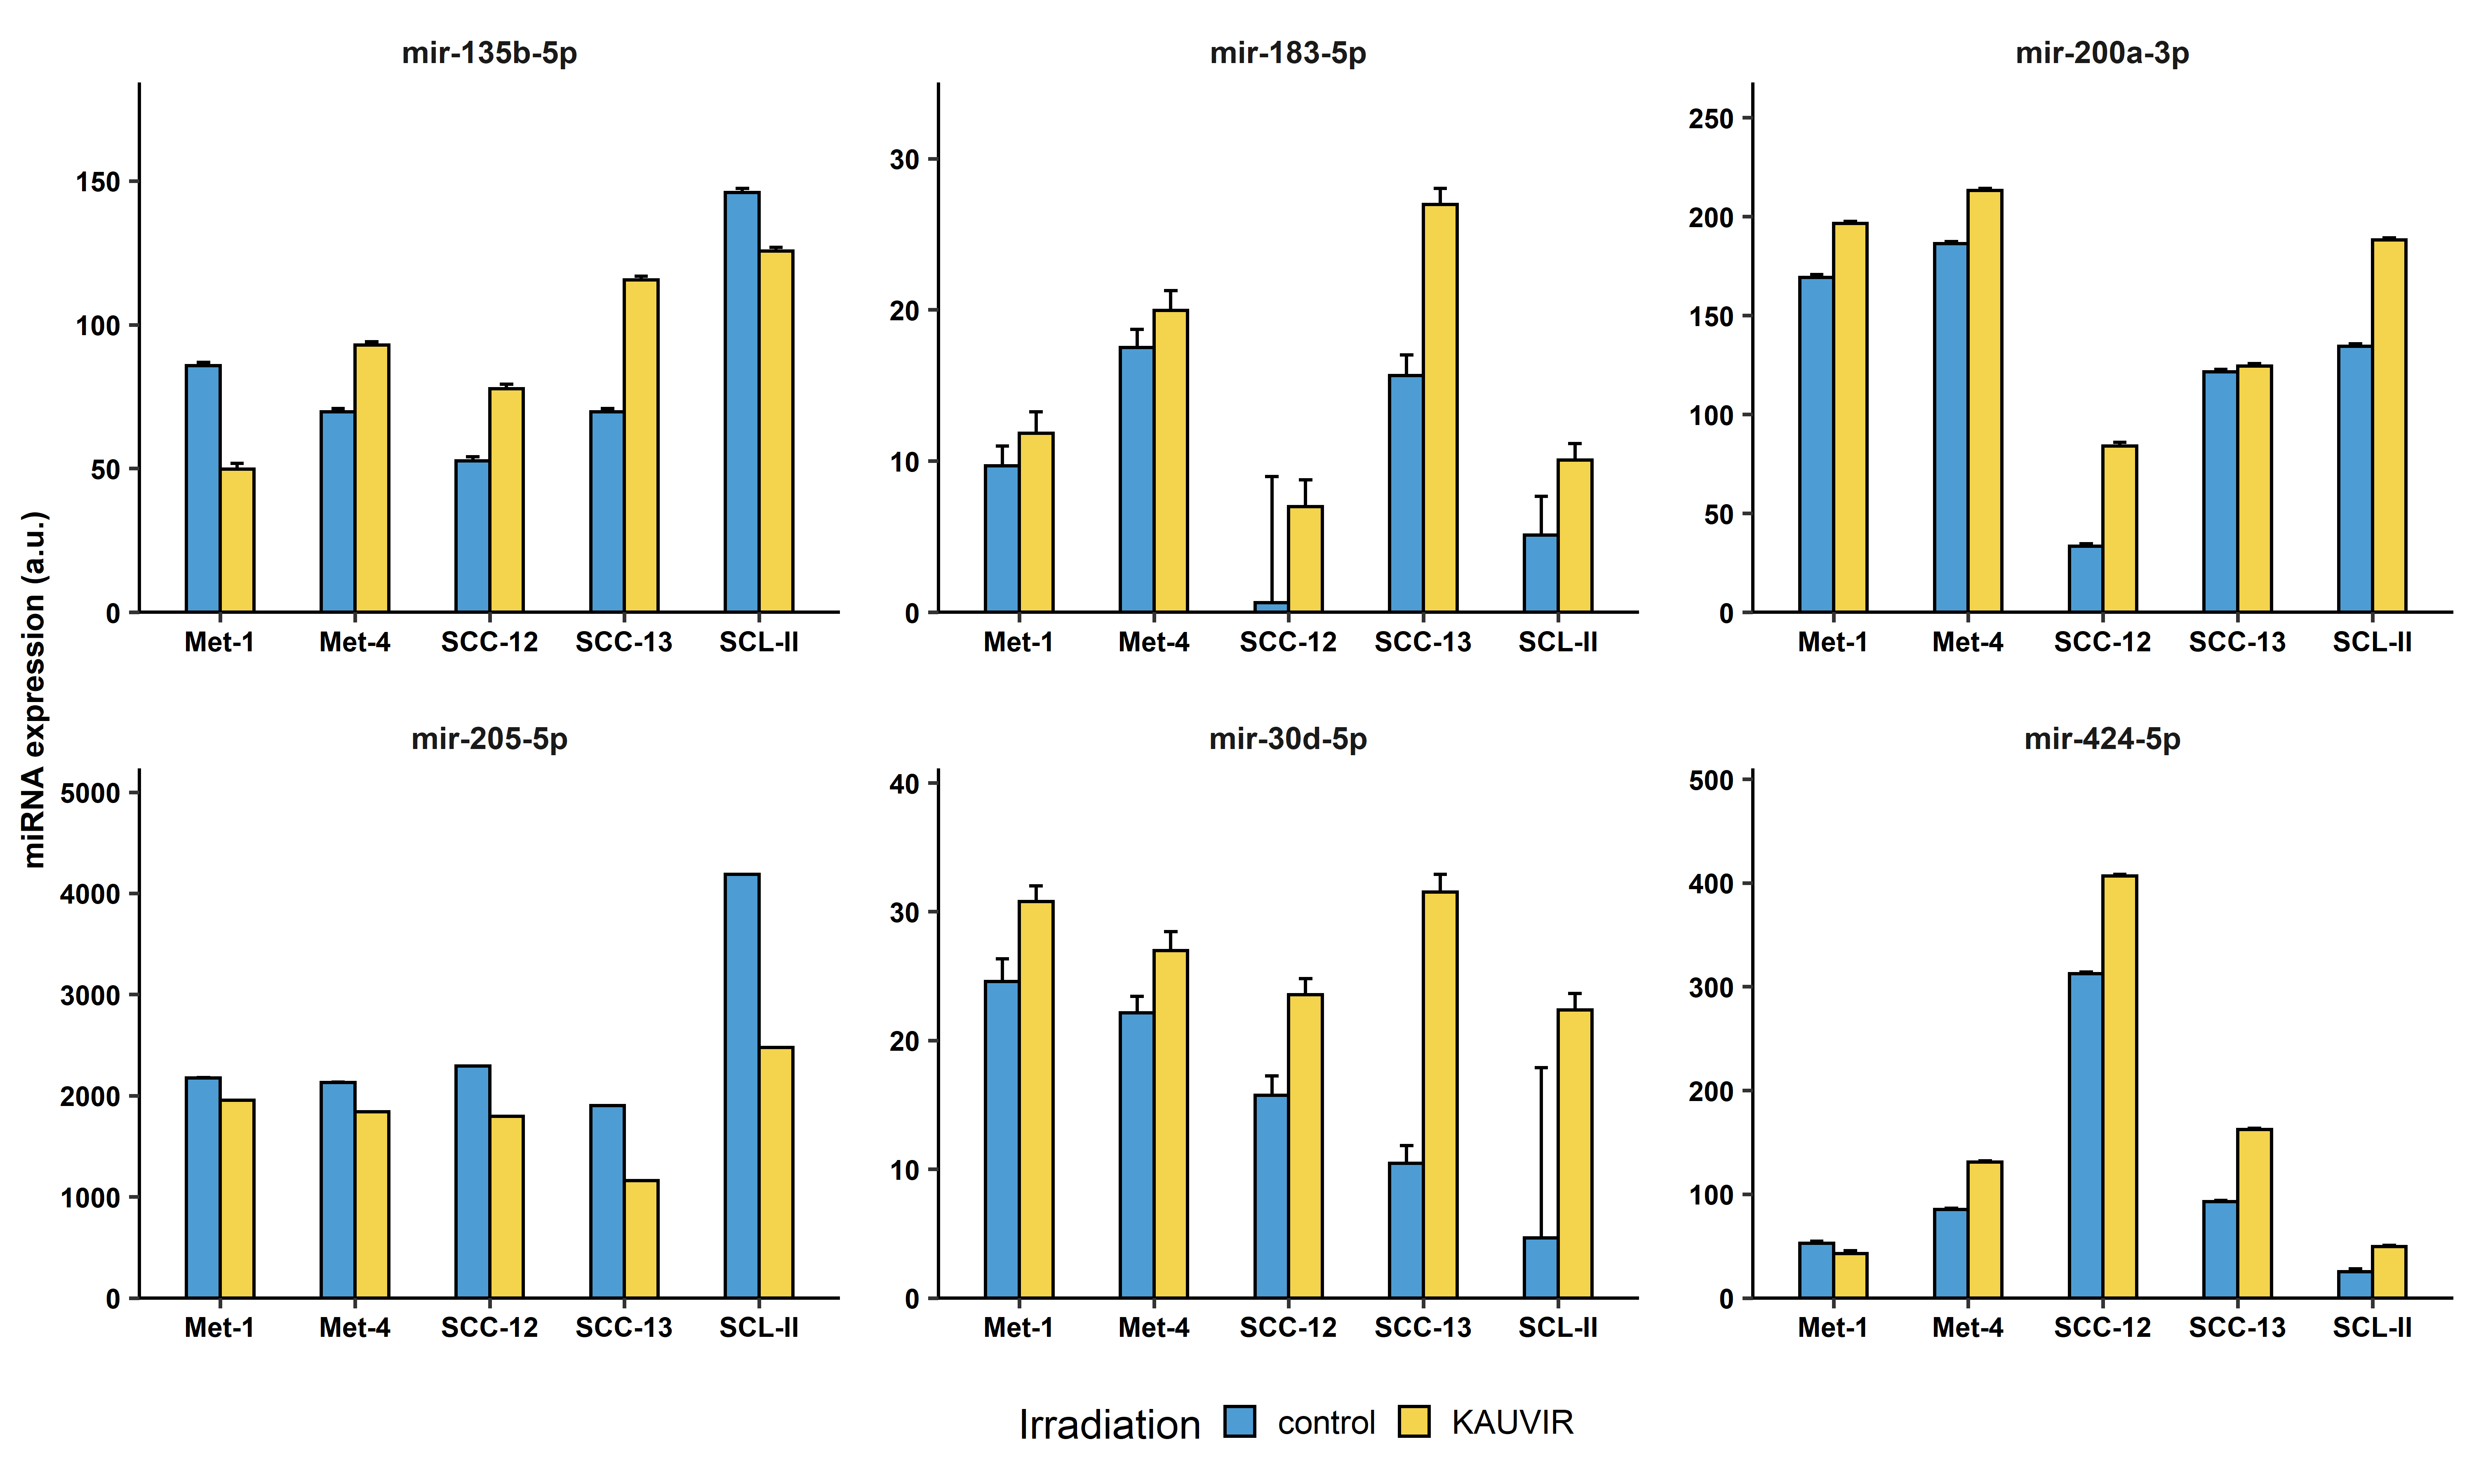 mir-135b-5p
mir-183-5p
mir-200a-3p
miRNA expression (a.u.)
150
100
50
0
Met-1 Met-4 SCC-12 SCC-13 SCL-II
30
20
10
0
Met-1 Met-4 SCC-12 SCC-13 SCL-II
250
200
150
100
50
0
Met-1 Met-4 SCC-12 SCC-13 SCL-II
mir-205-5p
mir-30d-5p
mir-424-5p
5000
4000
3000
2000
1000
0
Met-1 Met-4 SCC-12 SCC-13 SCL-II
40
30
20
10
0
Met-1 Met-4 SCC-12 SCC-13 SCL-II
500
400
300
200
100
0
Met-1 Met-4 SCC-12 SCC-13 SCL-II
Irradiation control KAUVIR